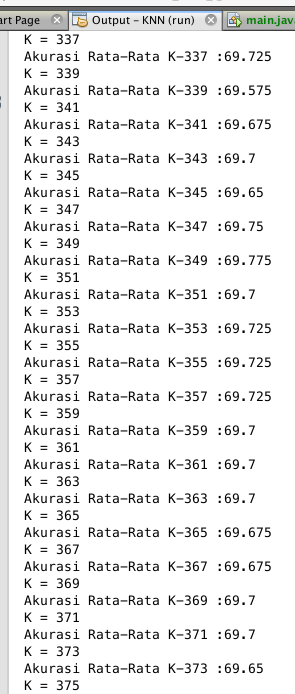 art Page
Output – KNN (run)
main.java
K = 337
Akurasi Rata-Rata K-337 :69.725
K = 339
Akurasi Rata-Rata K-339 :69.575
K = 341
Akurasi Rata-Rata K-341 :69.675
K = 343
Akurasi Rata-Rata K-343 :69.7
K = 345
Akurasi Rata-Rata K-345 :69.65
K = 347
Akurasi Rata-Rata K-347 :69.75
K = 349
Akurasi Rata-Rata K-349 :69.775
K = 351
Akurasi Rata-Rata K-351 :69.7
K = 353
Akurasi Rata-Rata K-353 :69.725
K = 355
Akurasi Rata-Rata K-355 :69.725
K = 357
Akurasi Rata-Rata K-357 :69.725
K = 359
Akurasi Rata-Rata K-359 :69.7
K = 361
Akurasi Rata-Rata K-361 :69.7
K = 363
Akurasi Rata-Rata K-363 :69.7
K = 365
Akurasi Rata-Rata K-365 :69.675
K = 367
Akurasi Rata-Rata K-367 :69.675
K = 369
Akurasi Rata-Rata K-369 :69.7
K = 371
Akurasi Rata-Rata K-371 :69.7
K = 373
Akurasi Rata-Rata K-373 :69.65
K = 375